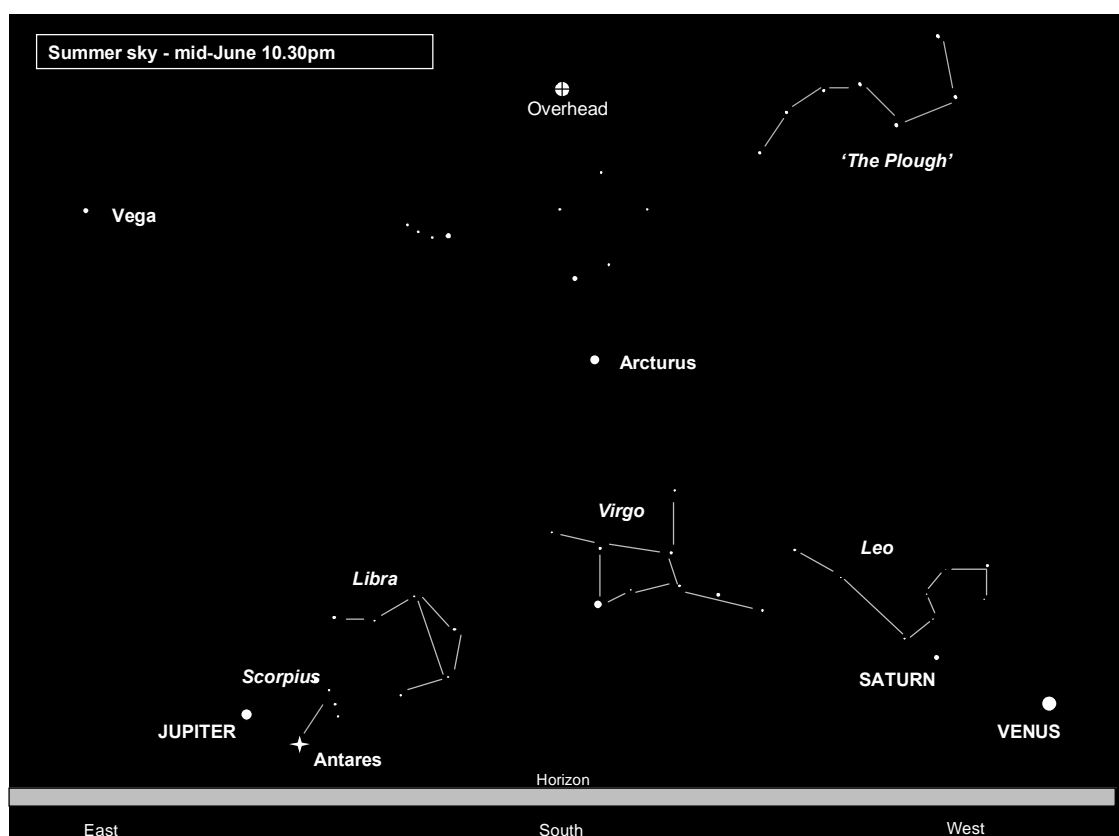 Summer sky - mid-June 10.30pm
Overhead
'The Plough'
Vega
Arcturus
Virgo
Leo
Libra
Scorpius
SATURN
JUPITER
VENUS
Antares
Horizon
East
South
West